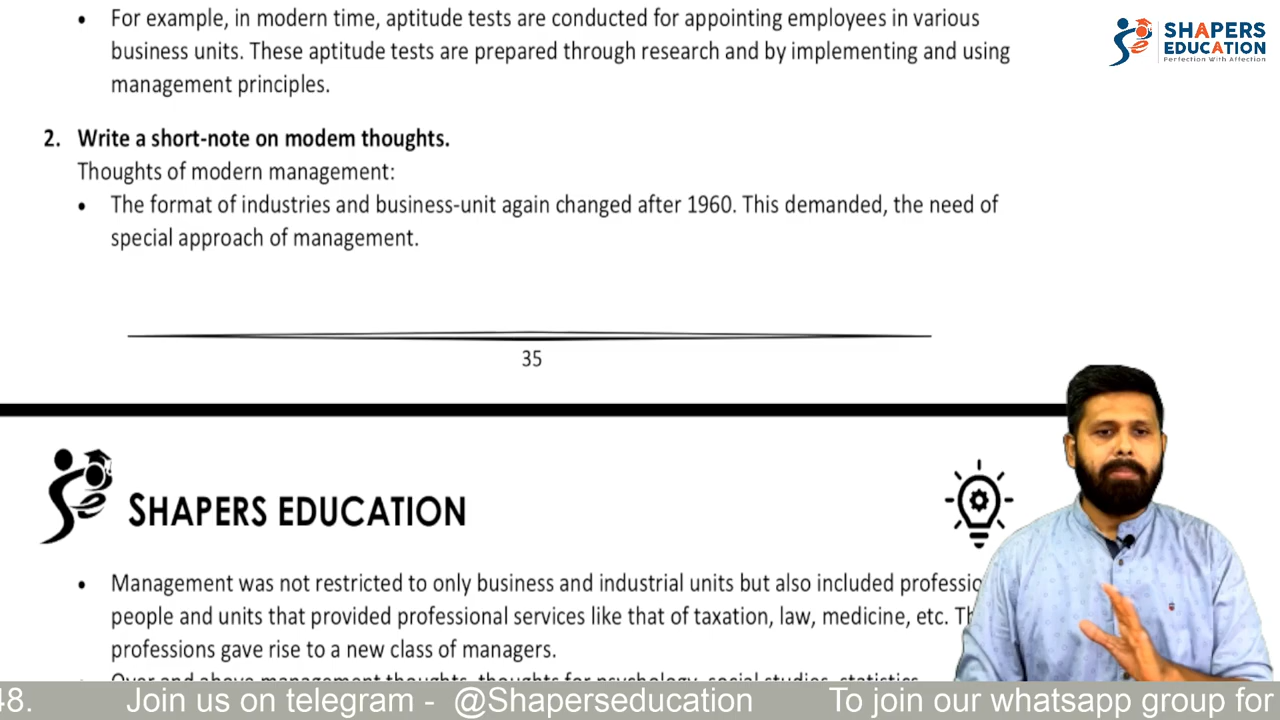 • For example, in modern time, aptitude tests are conducted for appointing employees in various
business units. These aptitude tests are prepared through research and by implementing and using
management principles.
SHAPERS
EDUCATION
Perfection With Affection
2. Write a short-note on modem thoughts.
Thoughts of modern management:
• The format of industries and business-unit again changed after 1960. This demanded, the need of
special approach of management.
35
SHAPERS EDUCATION
• Management was not restricted to only business and industrial units but also included
people and units that provided professional services like that of taxation, law, medicine, etc.
professions gave rise to a new class of managers.
Over and above management thoughts, thoughts for psychology, social studies, statistics
48. Join us on telegram - @Shaperseducation To join our whatsapp group for